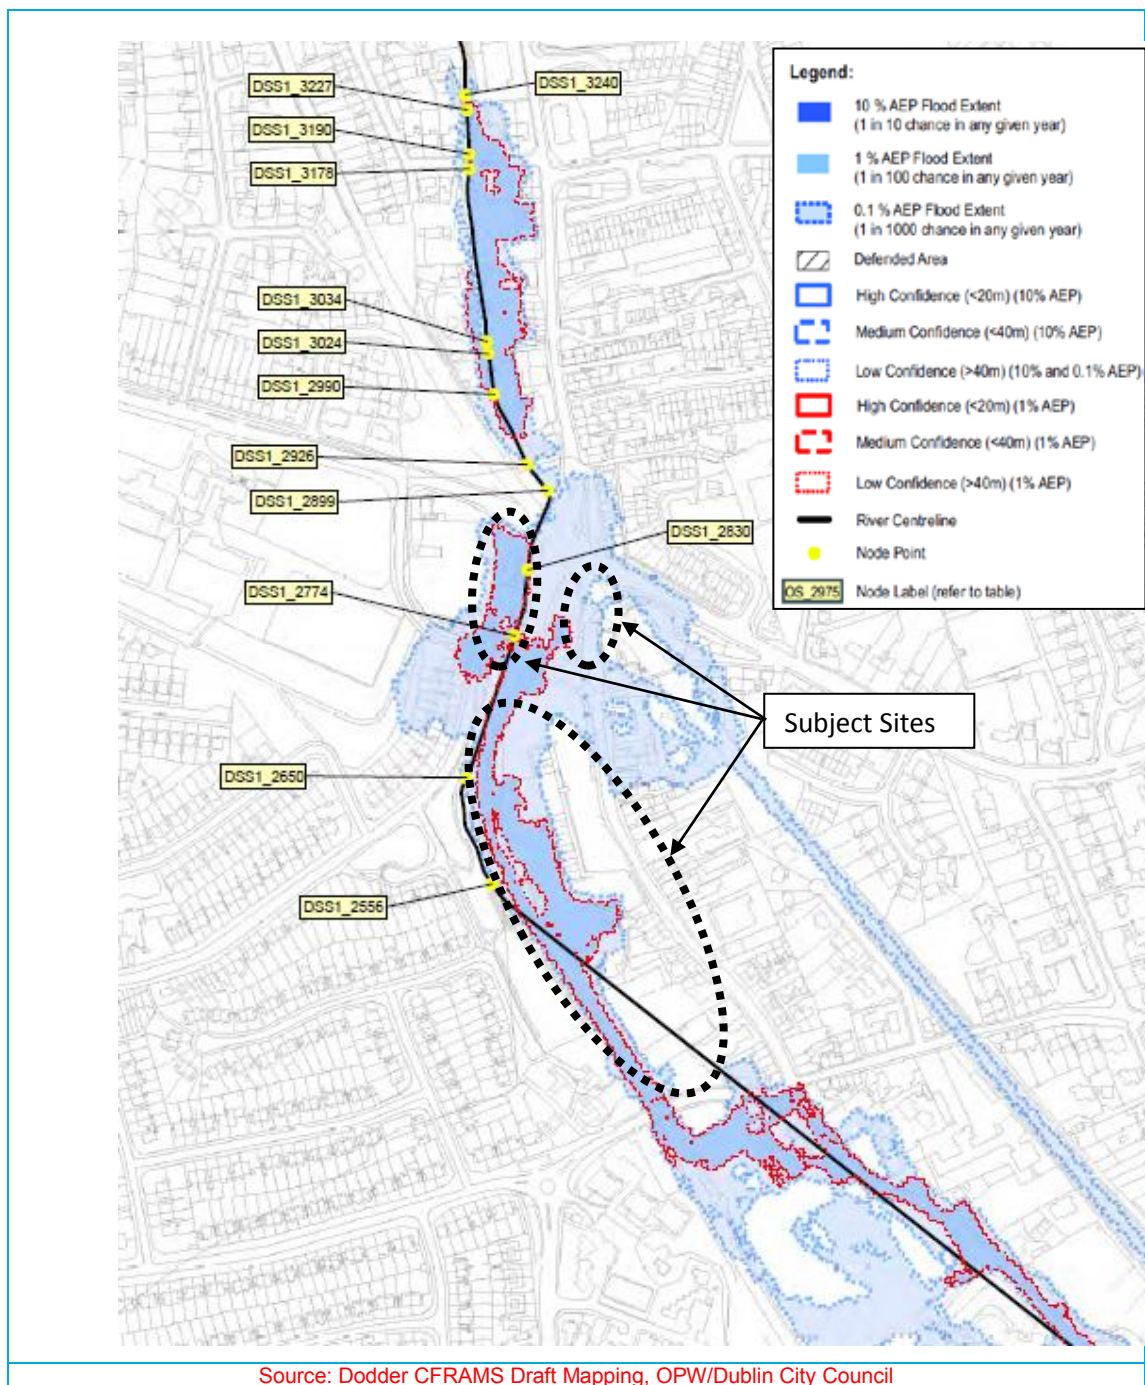 DSS1_3227
DSS1_3240
DSS1_3190
DSS1_3178
DSS1_3034
DSS1_3024
DSS1_2990
DSS1_2926
DSS1_2899
DSS1_2830
DSS1_2774
DSS1_2650
DSS1_2556
Legend:
10 % AEP Flood Extent
(1 in 10 chance in any given year)
1 % AEP Flood Extent
(1 in 100 chance in any given year)
0.1 % AEP Flood Extent
(1 in 1000 chance in any given year)
Defended Area
High Confidence (<20m) (10% AEP)
Medium Confidence (<40m) (10% AEP)
Low Confidence (>40m) (10% and 0.1% AEP)
High Confidence (<20m) (1% AEP)
Medium Confidence (<40m) (1% AEP)
Low Confidence (>40m) (1% AEP)
River Centreline
Node Point
OS_2975 Node Label (refer to table)
Subject Sites
Source: Dodder CFRAMS Draft Mapping, OPW/Dublin City Council